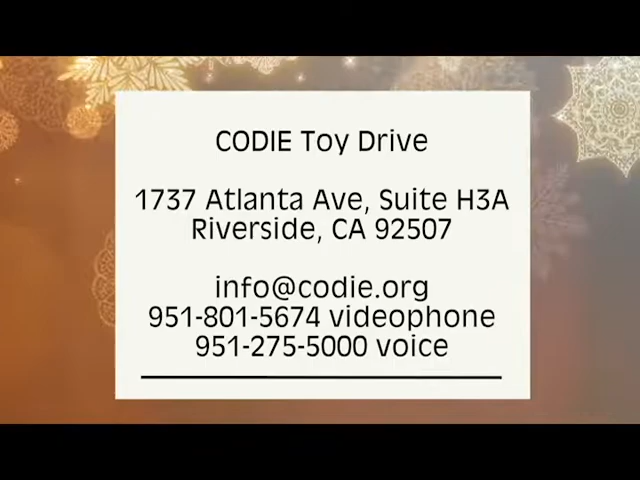 CODIE Toy Drive
1737 Atlanta Ave, Suite H3A
Riverside, CA 92507
info@codie.org
951-801-5674 videophone
951-275-5000 voice